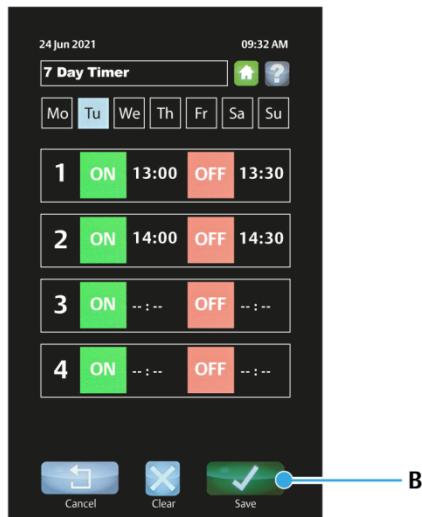 24 Jun 2021 09:32 AM
7 Day Timer ?
Mo Tu We Th Fr Sa Su
1 ON 13:00 OFF 13:30
2 ON 14:00 OFF 14:30
3 ON --:-- OFF --:--
4 ON --:-- OFF --:--
B
Cancel Clear Save